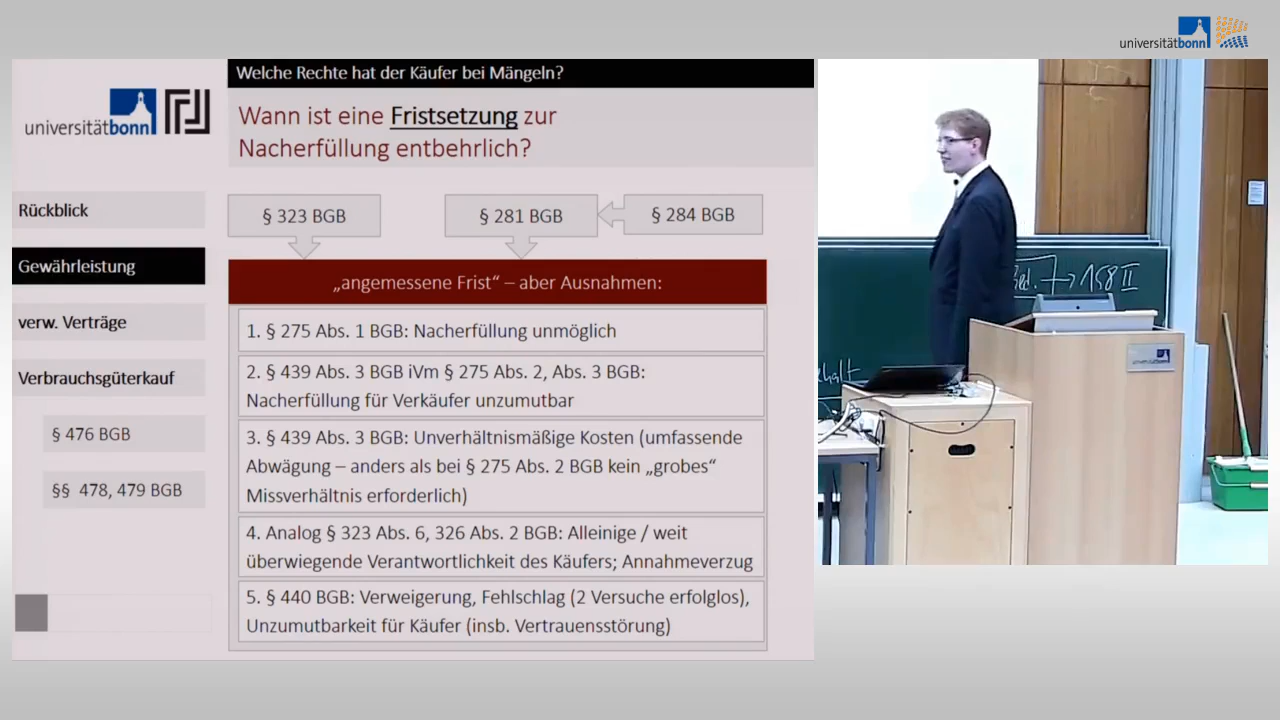 universitätbonn
Welche Rechte hat der Käufer bei Mängeln?
universitätbonn
Wann ist eine Fristsetzung zur
Nacherfüllung entbehrlich?
Rückblick
Gewährleistung
verw. Verträge
Verbrauchsgüterkauf
§ 476 BGB
§§ 478, 479 BGB
§ 323 BGB
§ 281 BGB
§ 284 BGB
„angemessene Frist“ – aber Ausnahmen:
1. § 275 Abs. 1 BGB: Nacherfüllung unmöglich
2. § 439 Abs. 3 BGB iVm § 275 Abs. 2, Abs. 3 BGB:
Nacherfüllung für Verkäufer unzumutbar
3. § 439 Abs. 3 BGB: Unverhältnismäßige Kosten (umfassende
Abwägung – anders als bei § 275 Abs. 2 BGB kein „grobes“
Missverhältnis erforderlich)
4. Analog § 323 Abs. 6, 326 Abs. 2 BGB: Alleinige / weit
überwiegende Verantwortlichkeit des Käufers; Annahmeverzug
5. § 440 BGB: Verweigerung, Fehlschlag (2 Versuche erfolglos),
Unzumutbarkeit für Käufer (insb. Vertrauensstörung)
Bed. → 158 II